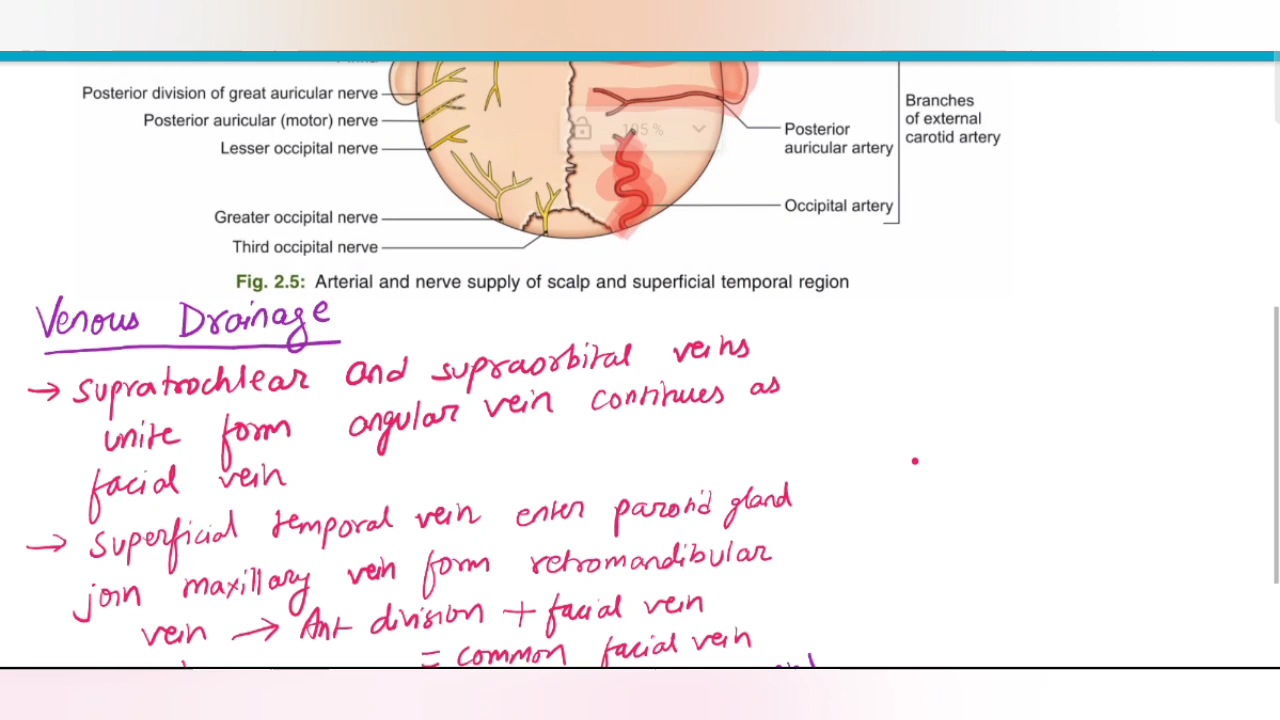 Posterior division of great auricular nerve
Posterior auricular (motor) nerve
Lesser occipital nerve
Greater occipital nerve
Third occipital nerve
195 %
Posterior
auricular artery
Occipital artery
Branches
of external
carotid artery
Fig. 2.5: Arterial and nerve supply of scalp and superficial temporal region
Venous Drainage
→ supratrochlear and supraorbital veins
unite form angular vein continues as
facial vein
→ superficial temporal vein enter parotid gland
join maxillary vein form retromandibular
vein → Ant division + facial vein
= common facial vein